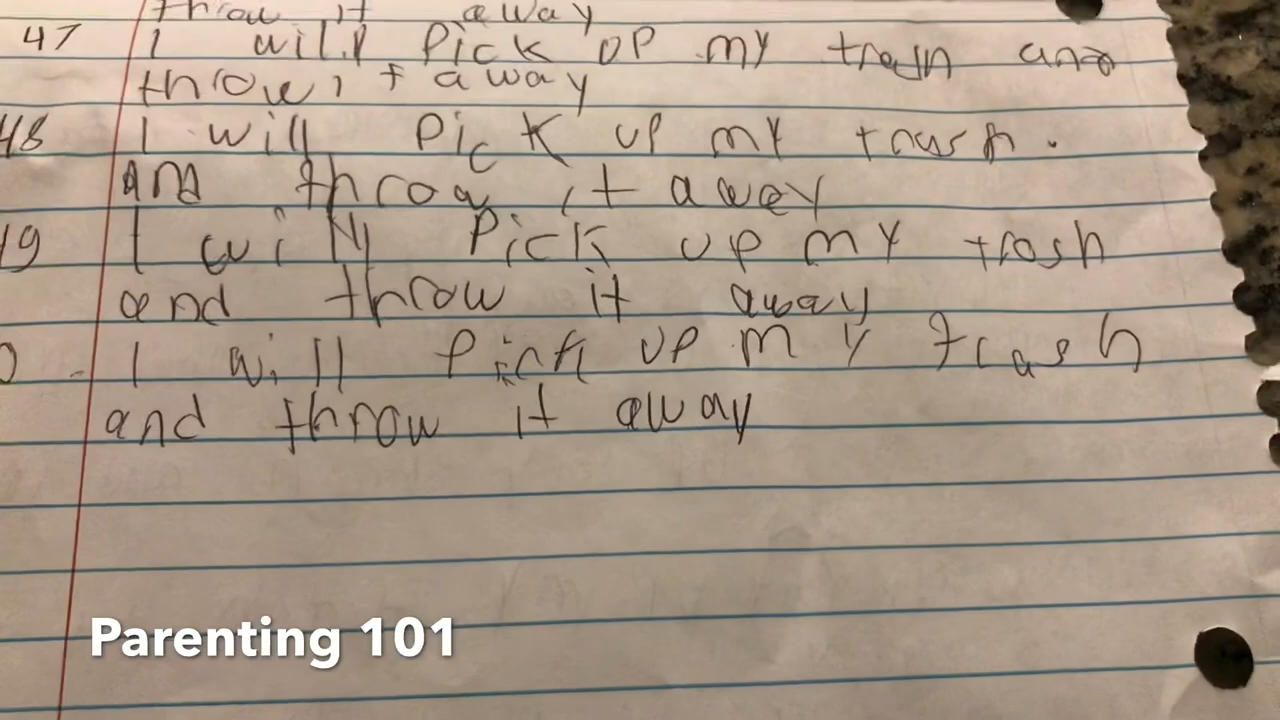 throw it away
47 I will Pick UP my trash and
throw it away
48 I will Pick up my trash.
and throw it away
19 I will Pick up my trosh
and throw it away
0 I will Pick UP my trash
and throw it away
Parenting 101